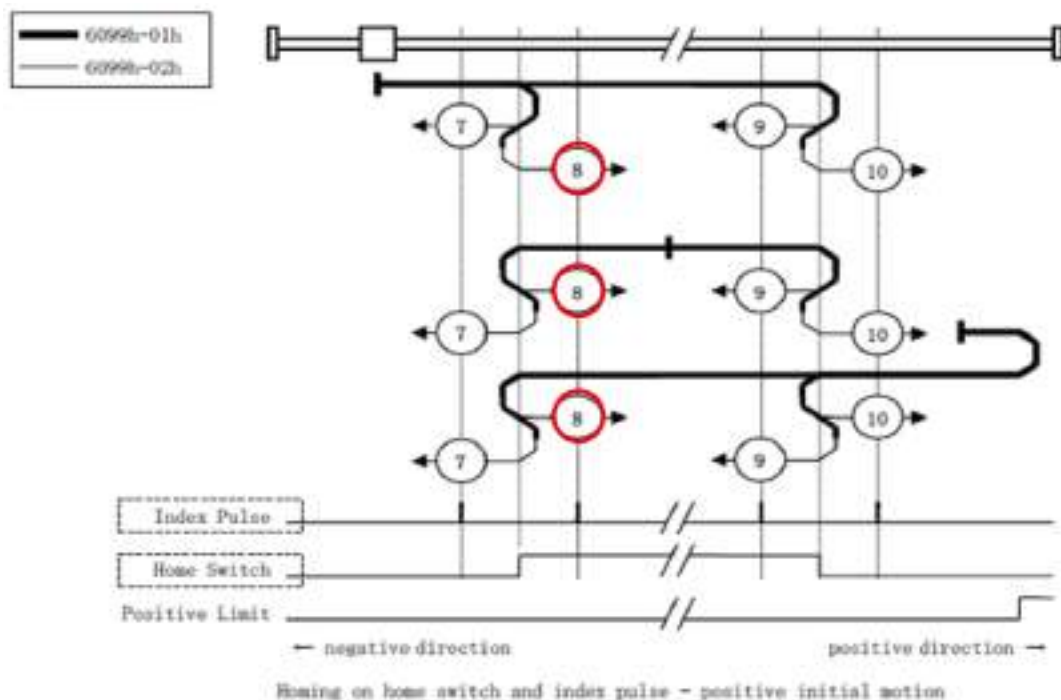 6099h-01h
6099h-02h
7
9
8
10
8
9
7
10
8
10
7
9
Index Pulse
Home Switch
Positive Limit
← negative direction
positive direction →
Homing on home switch and index pulse - positive initial motion